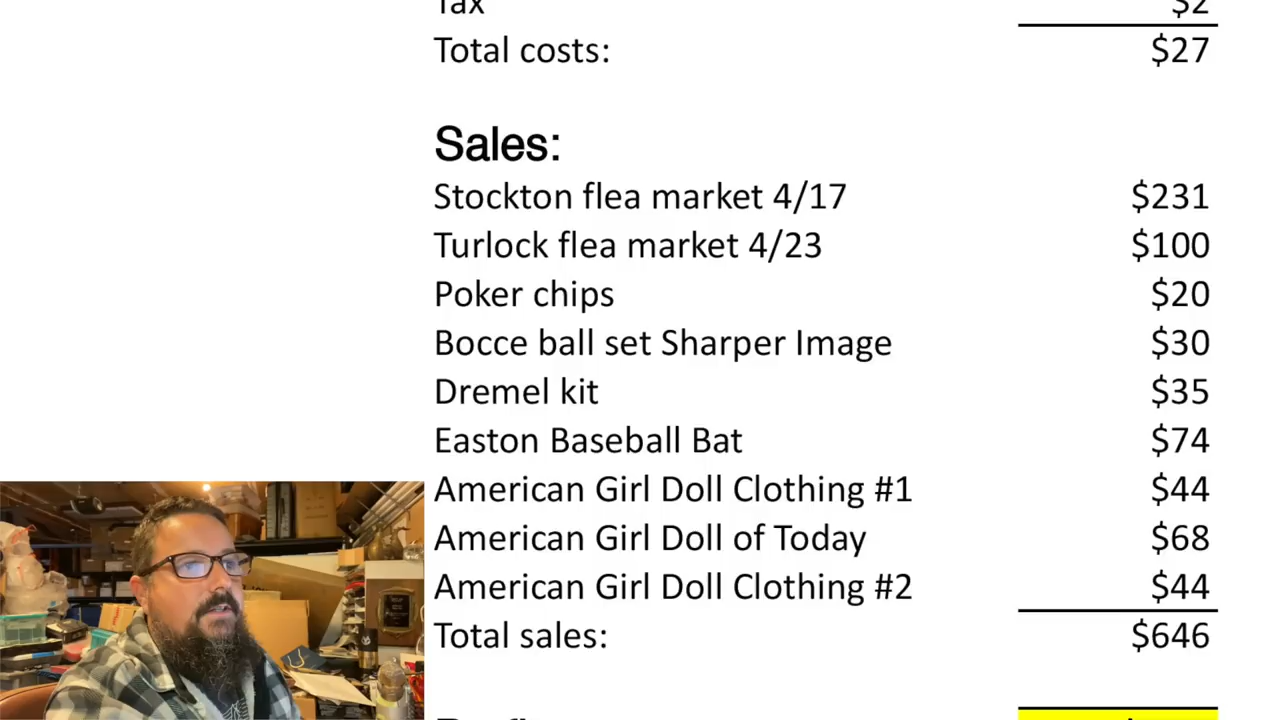 Tax $2
Total costs: $27
Sales:
Stockton flea market 4/17 $231
Turlock flea market 4/23 $100
Poker chips $20
Bocce ball set Sharper Image $30
Dremel kit $35
Easton Baseball Bat $74
American Girl Doll Clothing #1 $44
American Girl Doll of Today $68
American Girl Doll Clothing #2 $44
Total sales: $646